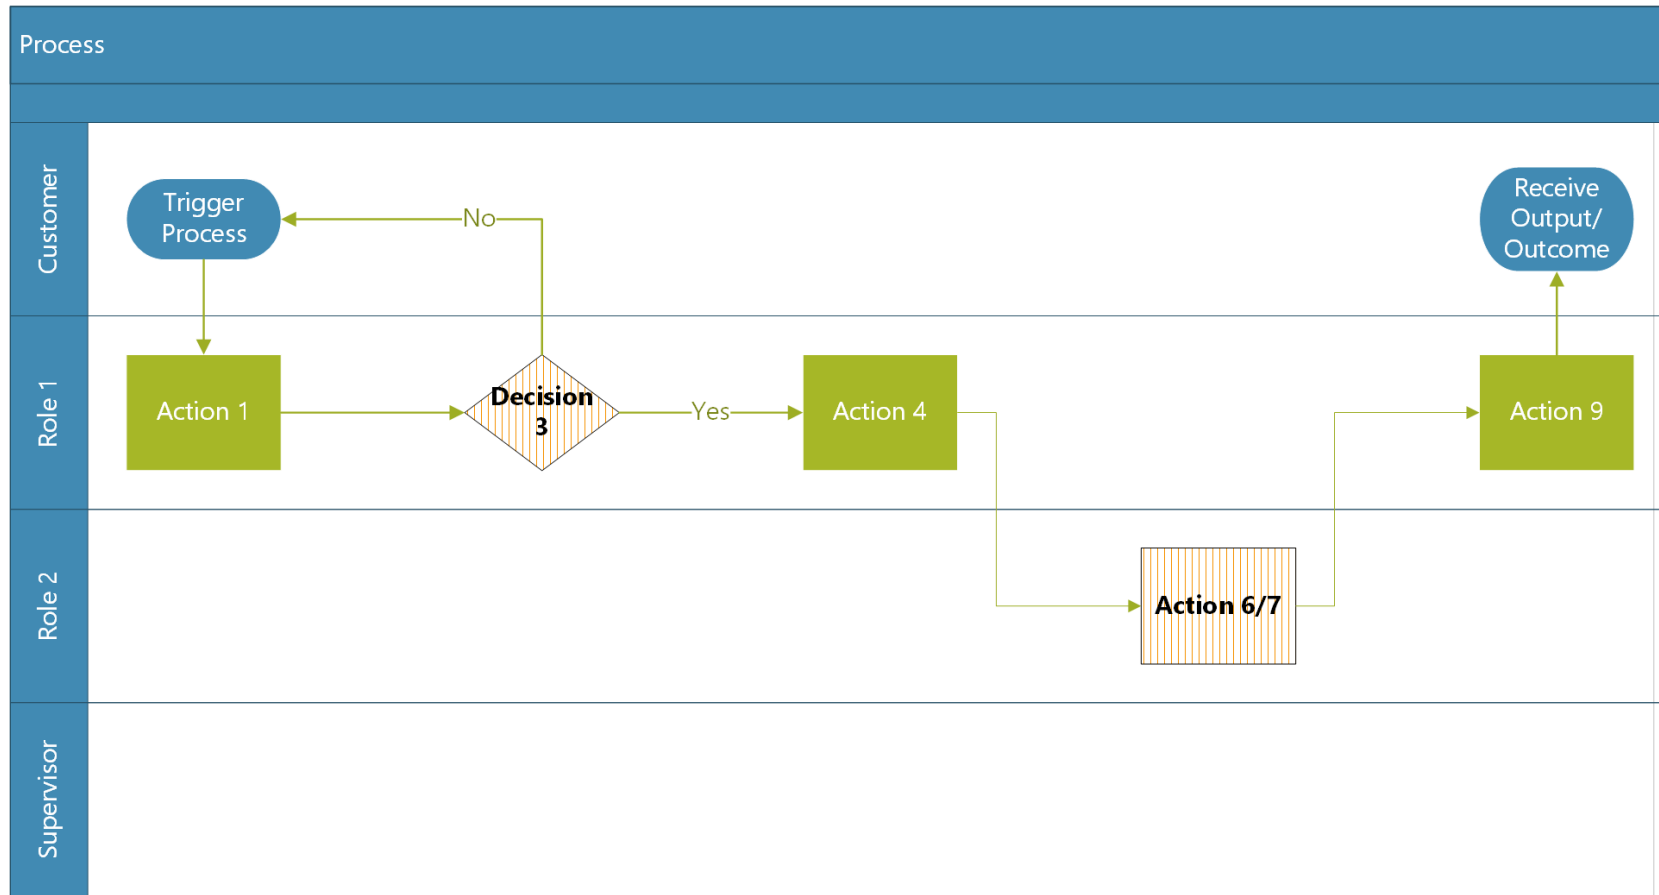 Process
Customer
Trigger
Process
No
Receive
Output/
Outcome
Role 1
Action 1
Decision
3
Yes
Action 4
Action 9
Role 2
Action 6/7
Supervisor